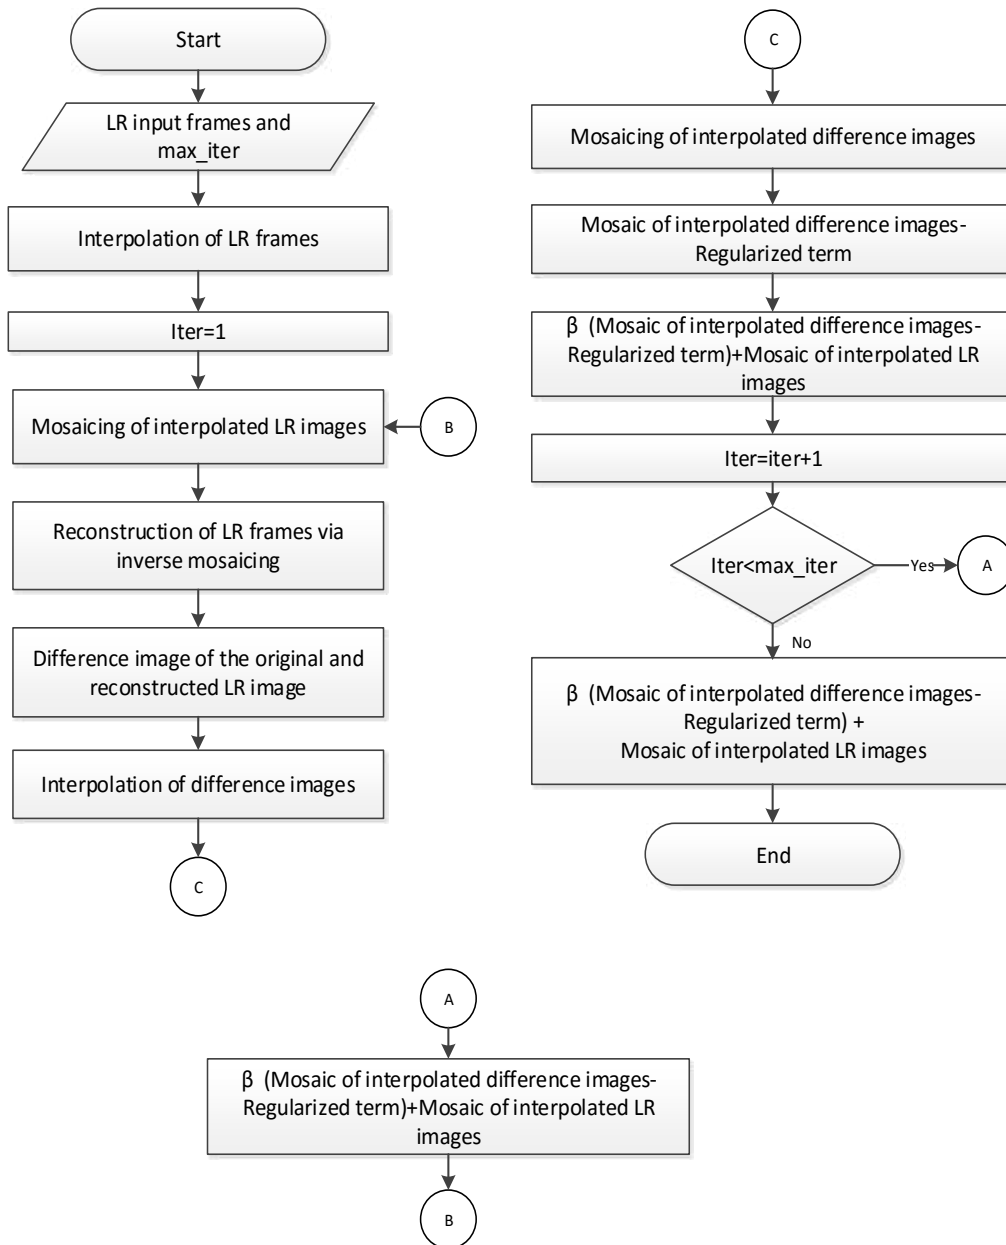 Start
LR input frames and
max_iter
Interpolation of LR frames
Iter=1
Mosaicing of interpolated LR images
B
Reconstruction of LR frames via
inverse mosaicing
Difference image of the original and
reconstructed LR image
Interpolation of difference images
C
C
Mosaicing of interpolated difference images
Mosaic of interpolated difference images-
Regularized term
β (Mosaic of interpolated difference images-
Regularized term)+Mosaic of interpolated LR
images
Iter=iter+1
Iter<max_iter
Yes
A
No
β (Mosaic of interpolated difference images-
Regularized term) +
Mosaic of interpolated LR images
End
A
β (Mosaic of interpolated difference images-
Regularized term)+Mosaic of interpolated LR
images
B